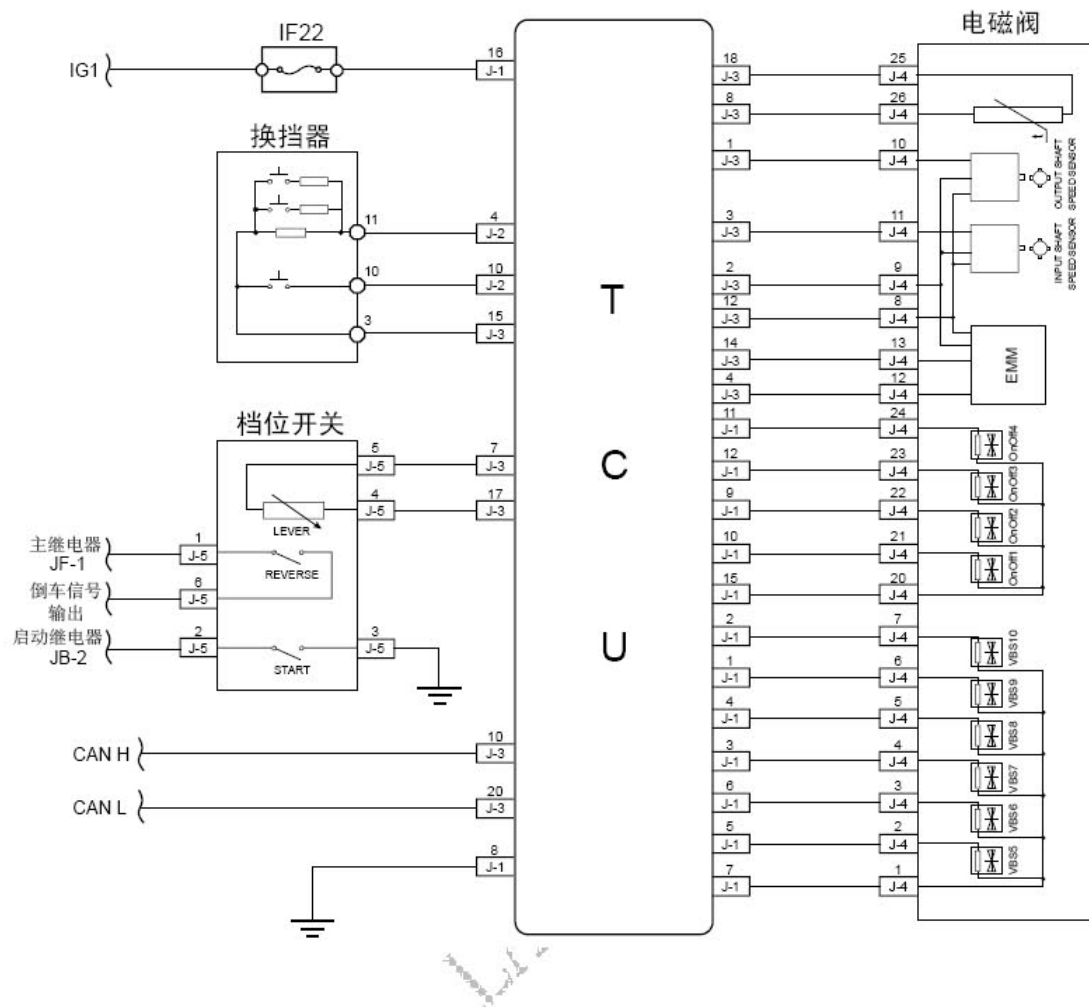 电磁阀
IF22
IG1
16
J-1
18
J-3
25
J-4
8
J-3
26
J-4
换挡器
1
J-3
10
J-4
OUTPUT SHAFT
SPEED SENSOR
11
4
J-2
3
J-3
11
J-4
INPUT SHAFT
SPEED SENSOR
10
10
J-2
2
J-3
9
J-4
T
3
15
J-3
12
J-3
8
J-4
14
J-3
13
J-4
EMM
4
J-3
12
J-4
档位开关
11
J-1
24
J-4
OnOff4
5
J-5
7
J-3
C
12
J-1
23
J-4
OnOff3
4
J-5
17
J-3
9
J-1
22
J-4
OnOff2
LEVER
主继电器
JF-1
1
J-5
REVERSE
10
J-1
21
J-4
OnOff1
倒车信号
输出
6
J-5
15
J-1
20
J-4
启动继电器
JB-2
2
J-5
START
3
J-5
U
2
J-1
7
J-4
VBS10
1
J-1
6
J-4
VBS9
4
J-1
5
J-4
VBS8
CAN H
10
J-3
3
J-1
4
J-4
VBS7
CAN L
20
J-3
6
J-1
3
J-4
VBS6
5
J-1
2
J-4
VBS5
8
J-1
7
J-1
1
J-4